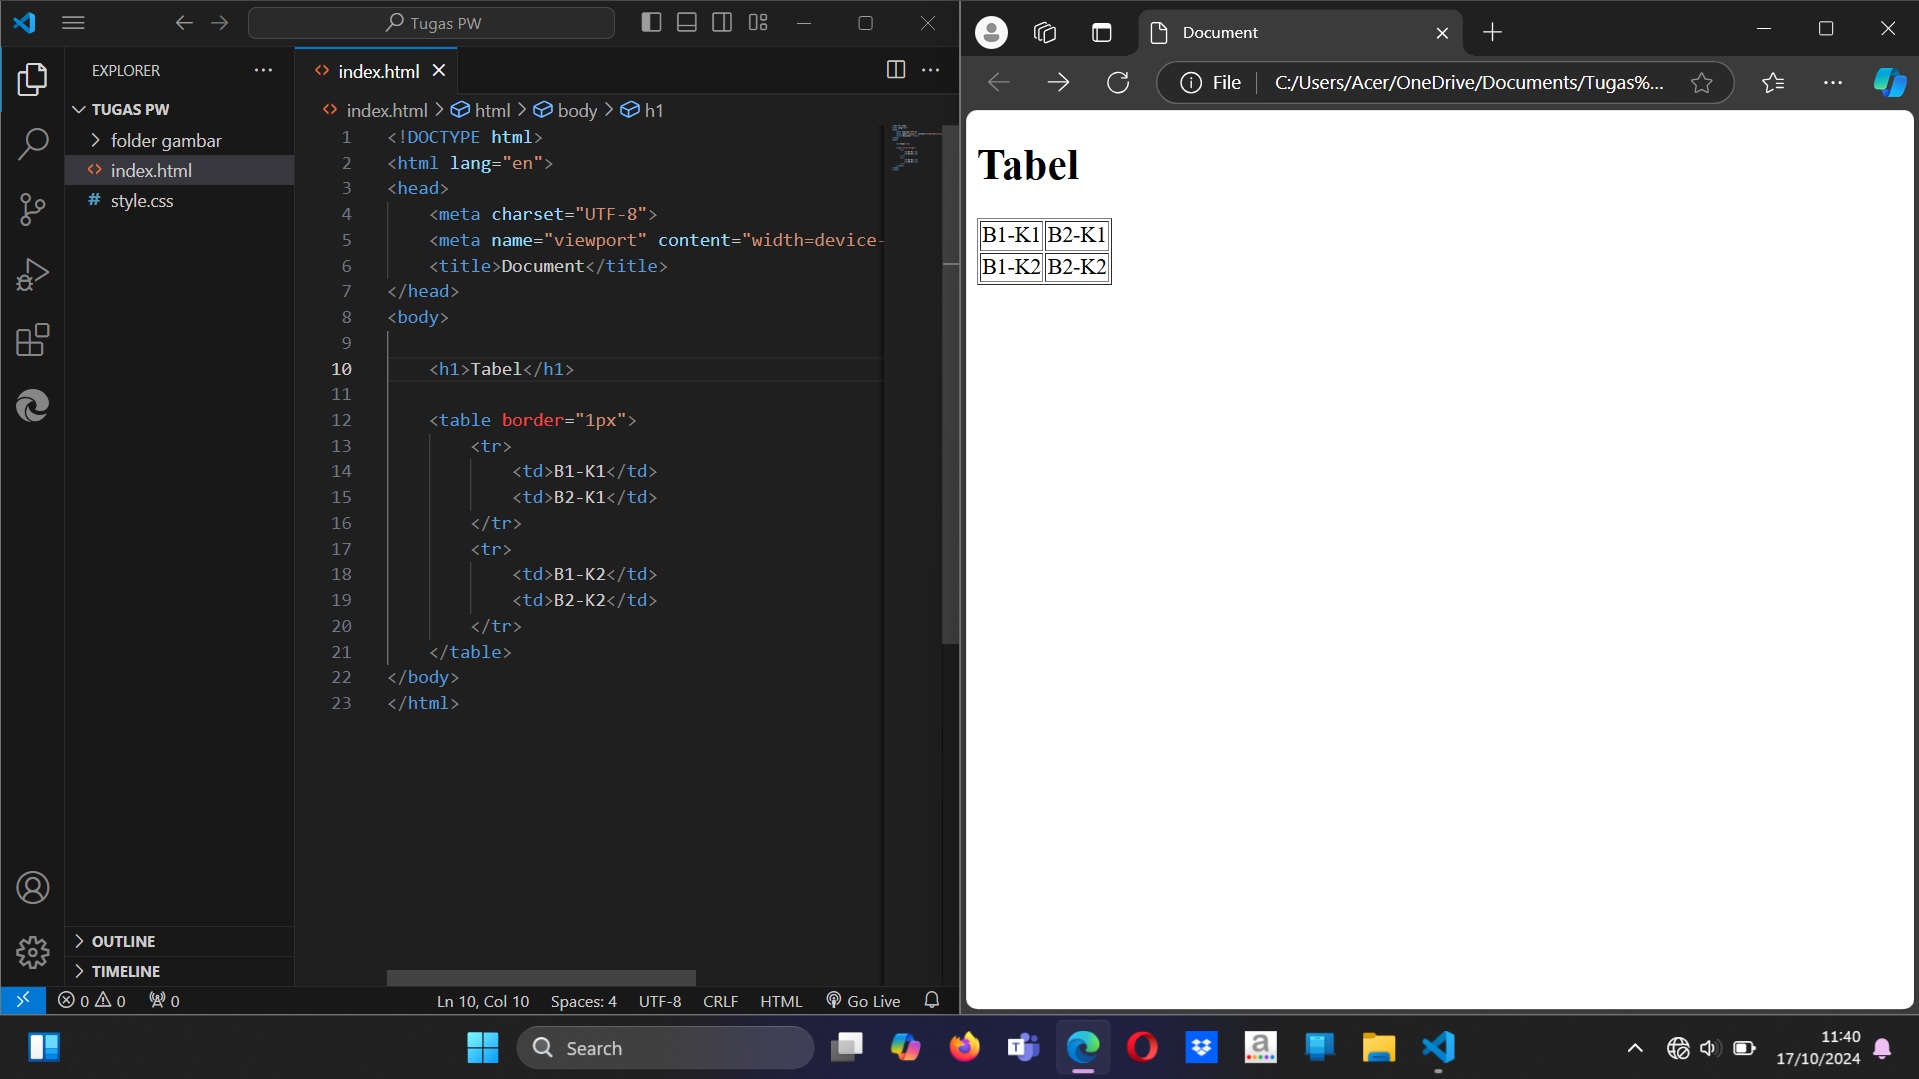 Tugas PW
EXPLORER
TUGAS PW
folder gambar
index.html
style.css
OUTLINE
TIMELINE
index.html
index.html > html > body > h1
1 <!DOCTYPE html>
2 <html lang="en">
3 <head>
4 <meta charset="UTF-8">
5 <meta name="viewport" content="width=device-
6 <title>Document</title>
7 </head>
8 <body>
9
10 <h1>Tabel</h1>
11
12 <table border="1px">
13 <tr>
14 <td>B1-K1</td>
15 <td>B2-K1</td>
16 </tr>
17 <tr>
18 <td>B1-K2</td>
19 <td>B2-K2</td>
20 </tr>
21 </table>
22 </body>
23 </html>
0 0 0 Ln 10, Col 10 Spaces: 4 UTF-8 CRLF HTML Go Live
Document
File C:/Users/Acer/OneDrive/Documents/Tugas%...
Tabel
B1-K1 B2-K1
B1-K2 B2-K2
Search
11:40
17/10/2024